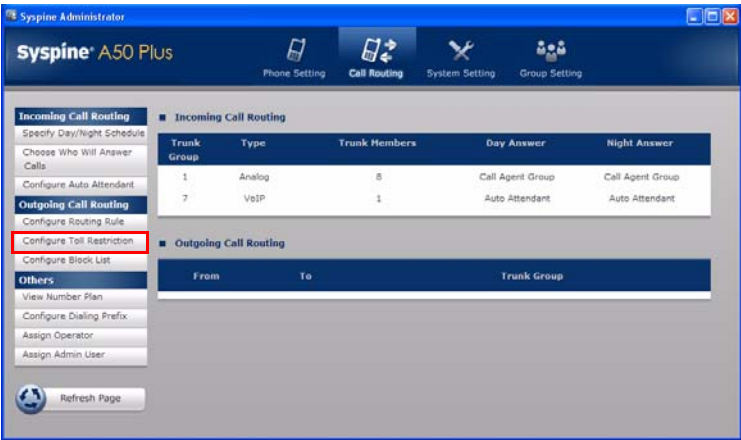 Syspine Administrator
Syspine® A50 Plus
Phone Setting
Call Routing
System Setting
Group Setting
Incoming Call Routing
Specify Day/Night Schedule
Choose Who Will Answer
Calls
Configure Auto Attendant
Outgoing Call Routing
Configure Routing Rule
Configure Toll Restriction
Configure Block List
Others
View Number Plan
Configure Dialing Prefix
Assign Operator
Assign Admin User
Refresh Page
Incoming Call Routing
Trunk Group Type Trunk Members Day Answer Night Answer
1 Analog 8 Call Agent Group Call Agent Group
7 VoIP 1 Auto Attendant Auto Attendant
Outgoing Call Routing
From To Trunk Group